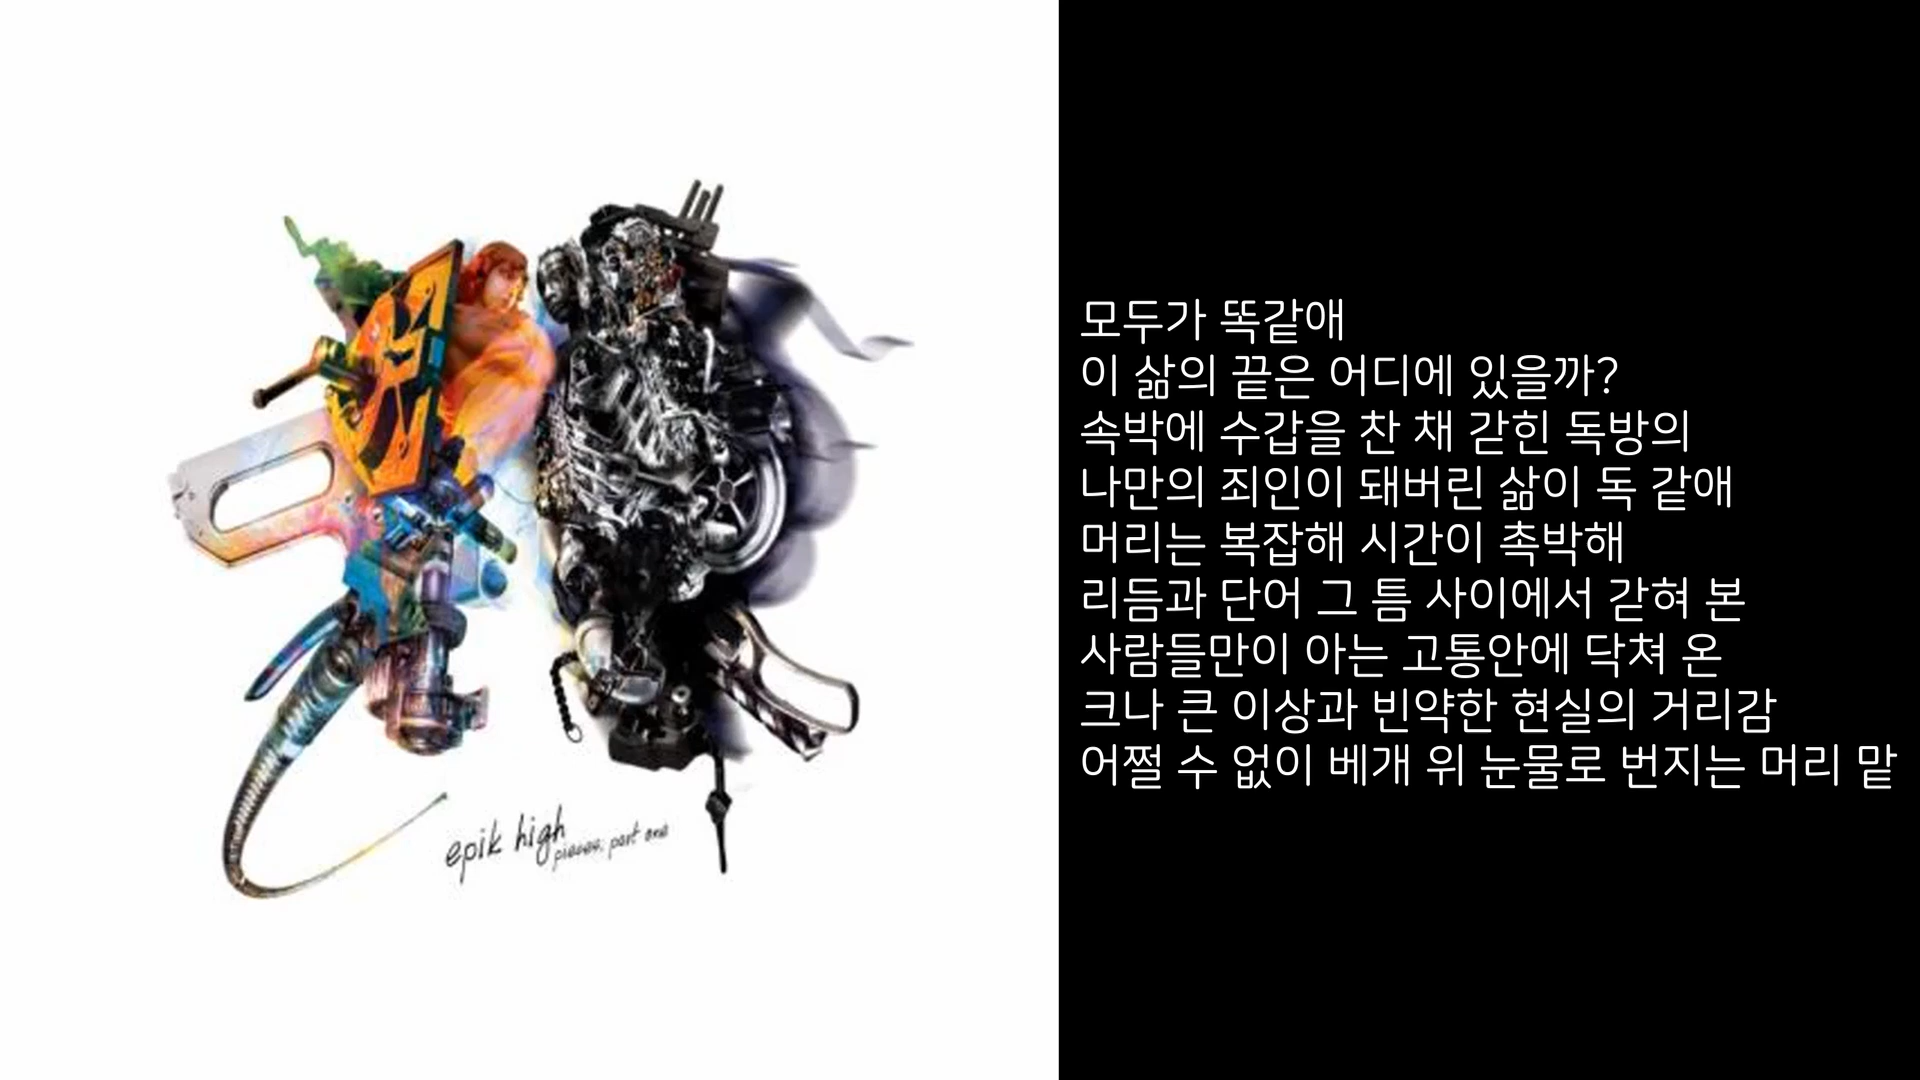 epik high
pieces, part one
모두가 똑같애
이 삶의 끝은 어디에 있을까?
속박에 수갑을 찬 채 갇힌 독방의
나만의 죄인이 돼버린 삶이 독 같애
머리는 복잡해 시간이 촉박해
리듬과 단어 그 틈 사이에서 갇혀 본
사람들만이 아는 고통안에 닥쳐 온
크나 큰 이상과 빈약한 현실의 거리감
어쩔 수 없이 베개 위 눈물로 번지는 머리 맡